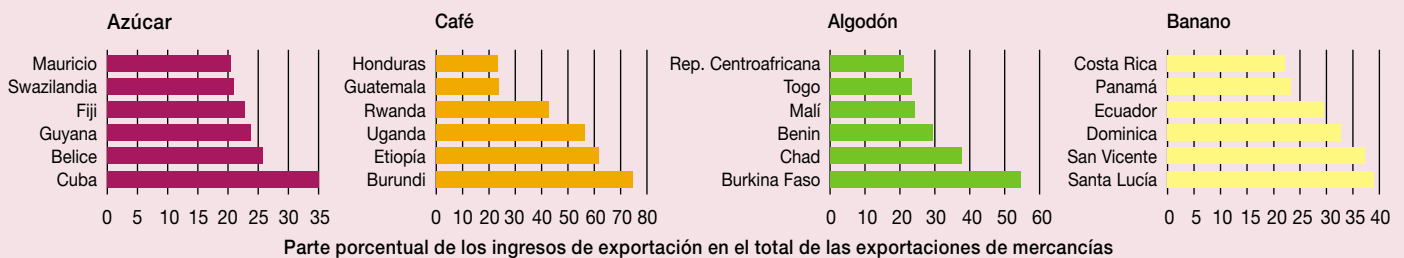 Azúcar
Mauricio
Swazilandia
Fiji
Guyana
Belice
Cuba
0 5 10 15 20 25 30 35
Café
Honduras
Guatemala
Rwanda
Uganda
Etiopía
Burundi
0 10 20 30 40 50 60 70 80
Algodón
Rep. Centroafricana
Togo
Malí
Benin
Chad
Burkina Faso
0 10 20 30 40 50 60
Banano
Costa Rica
Panamá
Ecuador
Dominica
San Vicente
Santa Lucía
0 5 10 15 20 25 30 35 40
Parte porcentual de los ingresos de exportación en el total de las exportaciones de mercancías